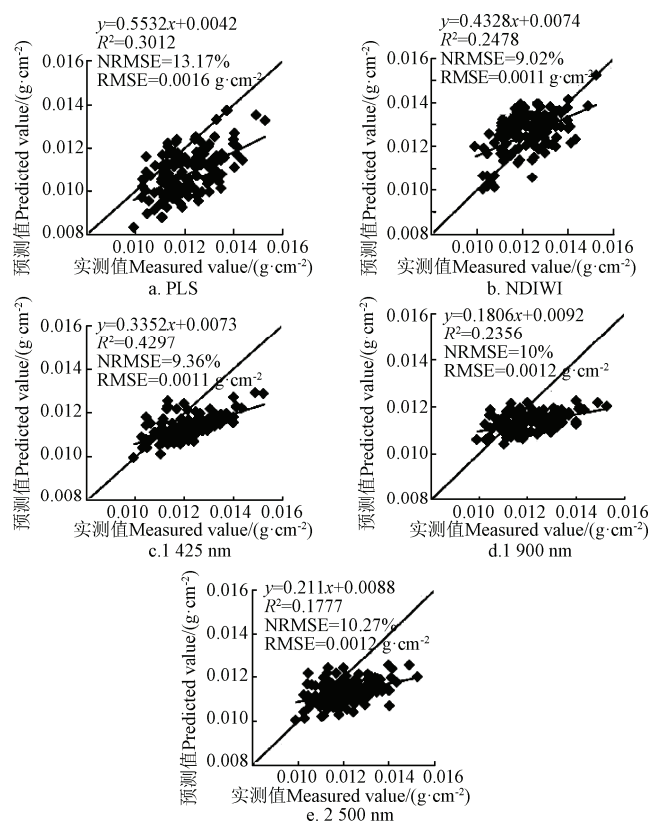 y=0.5532x+0.0042
R²=0.3012
NRMSE=13.17%
RMSE=0.0016 g·cm⁻²
0.016
0.014
0.012
0.010
0.008
预测值Predicted value/(g·cm⁻²)
0.010 0.012 0.014 0.016
实测值Measured value/(g·cm⁻²)
a. PLS
y=0.4328x+0.0074
R²=0.2478
NRMSE=9.02%
RMSE=0.0011 g·cm⁻²
0.016
0.014
0.012
0.010
0.008
预测值Predicted value/(g·cm⁻²)
0.010 0.012 0.014 0.016
实测值Measured value/(g·cm⁻²)
b. NDIWI
y=0.3352x+0.0073
R²=0.4297
NRMSE=9.36%
RMSE=0.0011 g·cm⁻²
0.016
0.014
0.012
0.010
0.008
预测值Predicted value/(g·cm⁻²)
0.010 0.012 0.014 0.016
实测值Measured value/(g·cm⁻²)
c.1 425 nm
y=0.1806x+0.0092
R²=0.2356
NRMSE=10%
RMSE=0.0012 g·cm⁻²
0.016
0.014
0.012
0.010
0.008
预测值Predicted value/(g·cm⁻²)
0.010 0.012 0.014 0.016
实测值Measured value/(g·cm⁻²)
d.1 900 nm
y=0.211x+0.0088
R²=0.1777
NRMSE=10.27%
RMSE=0.0012 g·cm⁻²
0.016
0.014
0.012
0.010
0.008
预测值Predicted value/(g·cm⁻²)
0.010 0.012 0.014 0.016
实测值Measured value/(g·cm⁻²)
e. 2 500 nm